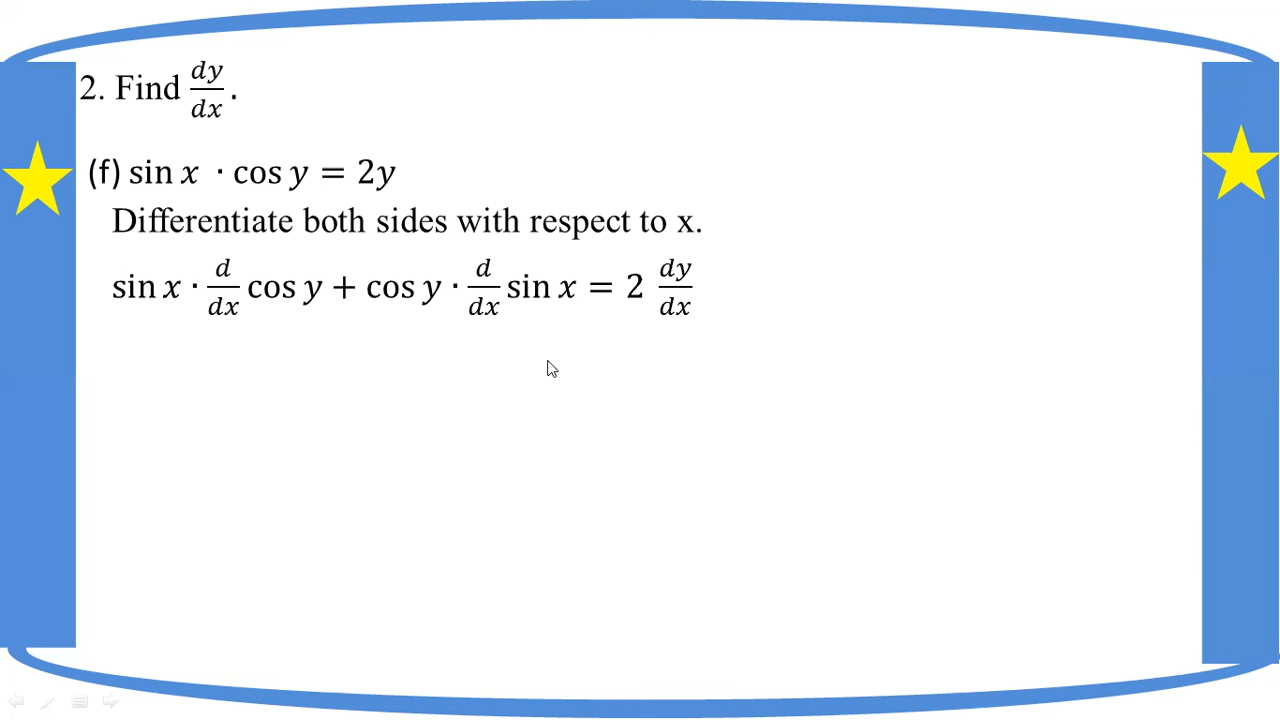 2. Find dy/dx.
(f) sin x · cos y = 2y
Differentiate both sides with respect to x.
sin x · d/dx cos y + cos y · d/dx sin x = 2 dy/dx